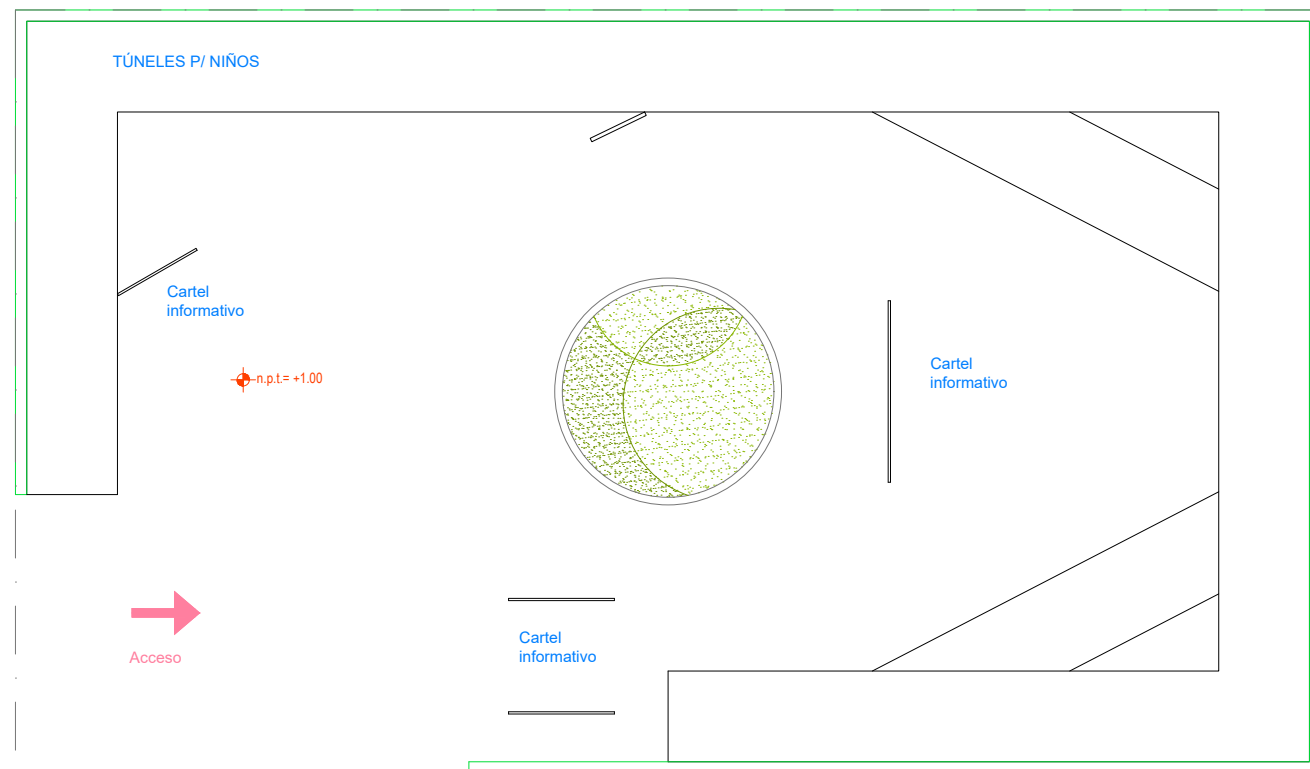 TÚNELES P/ NIÑOS
Cartel
informativo
n.p.t.= +1.00
Cartel
informativo
Cartel
informativo
Acceso